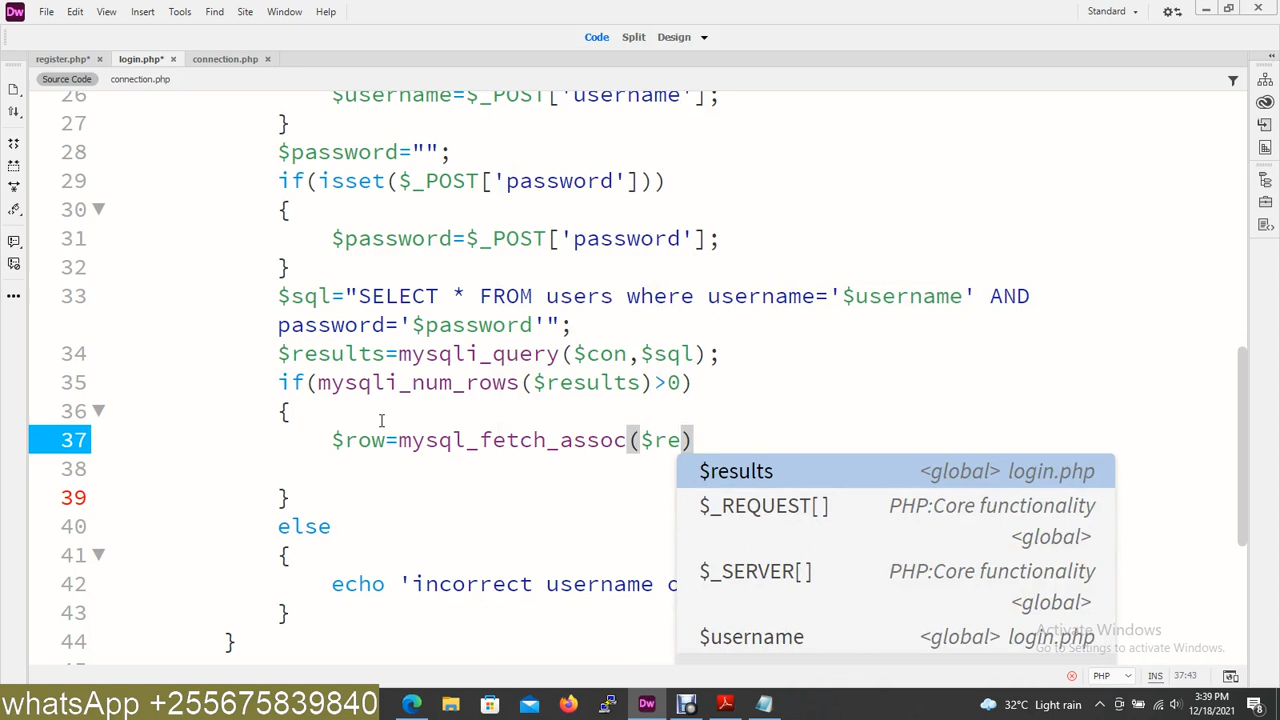 Dw File Edit View Insert Tools Find Site Window Help Standard
Code Split Design
register.php* × login.php* × connection.php ×
Source Code connection.php
26 $username=$_POST['username'];
27 }
28 $password="";
29 if(isset($_POST['password']))
30 {
31 $password=$_POST['password'];
32 }
33 $sql="SELECT * FROM users where username='$username' AND
password='$password'";
34 $results=mysqli_query($con,$sql);
35 if(mysqli_num_rows($results)>0)
36 {
37 $row=mysql_fetch_assoc($re)
38 $results <global> login.php
$_REQUEST[] PHP:Core functionality
<global>
39 }
40 else
41 {
$_SERVER[] PHP:Core functionality
<global>
42 echo 'incorrect username
43 }
44 }
$username <global> login.php
Activate Windows
Go to Settings to activate Windows.
PHP INS 37:43
whatsApp +255675839840
Dw
32°C Light rain
3:39 PM
12/18/2021
8